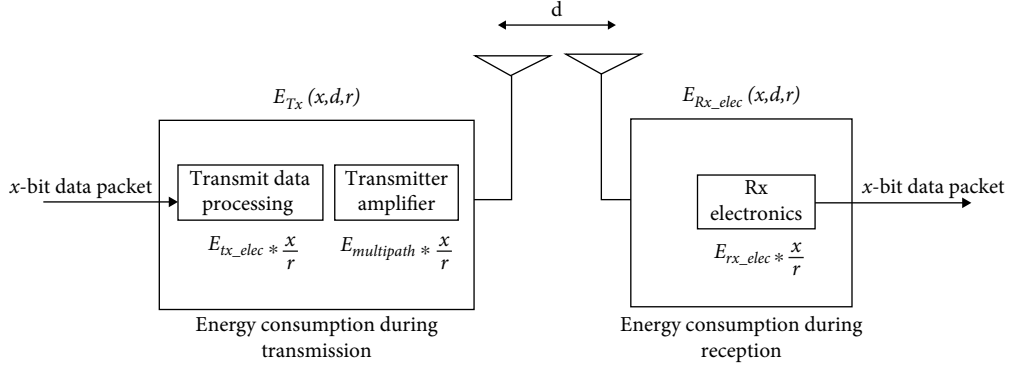 d
E_Tx (x,d,r)
E_Rx_elec (x,d,r)
x-bit data packet
Transmit data
processing
Transmitter
amplifier
Rx
electronics
x-bit data packet
E_tx_elec * x/r
E_multipath * x/r
E_rx_elec * x/r
Energy consumption during
transmission
Energy consumption during
reception